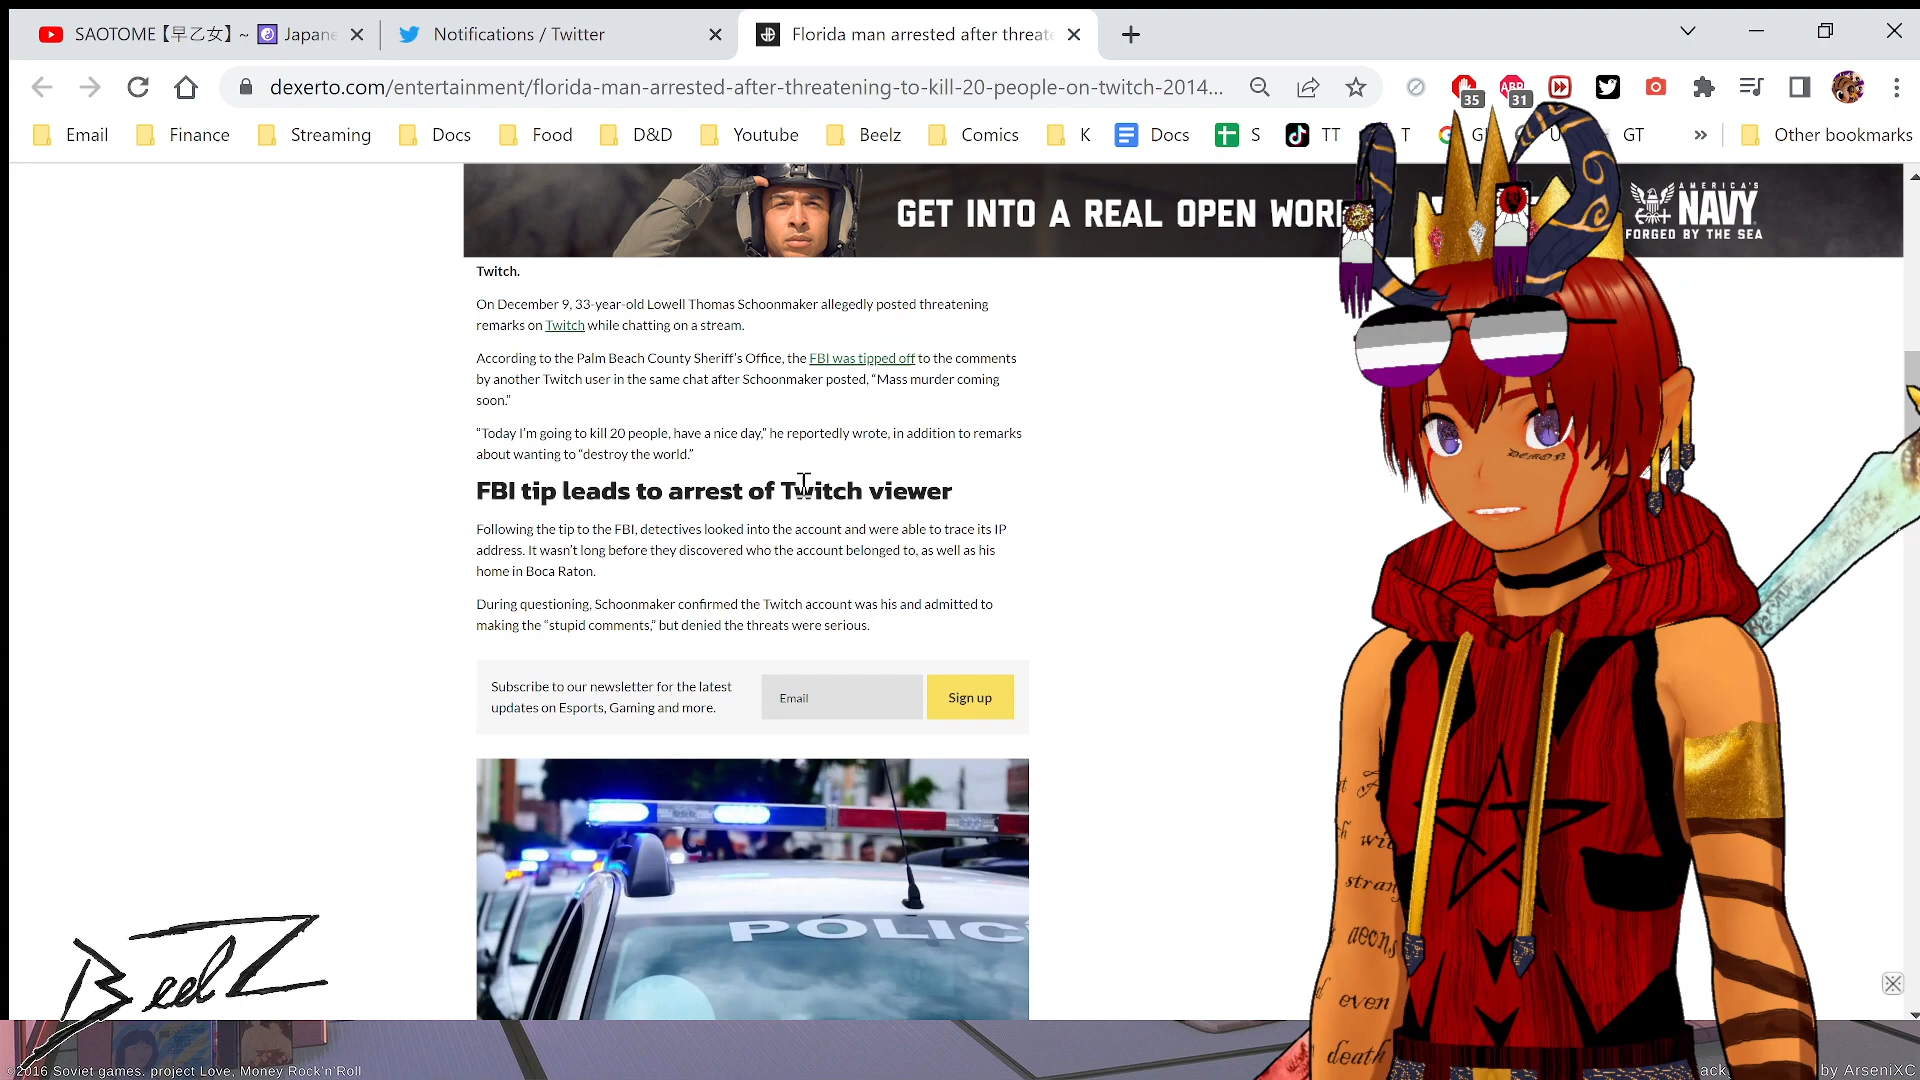 SAOTOME【早乙女】 ~ Japane
Notifications / Twitter
Florida man arrested after threate
dexerto.com/entertainment/florida-man-arrested-after-threatening-to-kill-20-people-on-twitch-2014...
35
ABP
31
Email
Finance
Streaming
Docs
Food
D&D
Youtube
Beelz
Comics
K
Docs
S
TT
T
GT
»
Other bookmarks
GET INTO A REAL OPEN WOR
AMERICA'S
NAVY
FORGED BY THE SEA
Twitch.
On December 9, 33-year-old Lowell Thomas Schoonmaker allegedly posted threatening
remarks on Twitch while chatting on a stream.
According to the Palm Beach County Sheriff's Office, the FBI was tipped off to the comments
by another Twitch user in the same chat after Schoonmaker posted, “Mass murder coming
soon.”
“Today I'm going to kill 20 people, have a nice day,” he reportedly wrote, in addition to remarks
about wanting to “destroy the world.”
FBI tip leads to arrest of Twitch viewer
Following the tip to the FBI, detectives looked into the account and were able to trace its IP
address. It wasn't long before they discovered who the account belonged to, as well as his
home in Boca Raton.
During questioning, Schoonmaker confirmed the Twitch account was his and admitted to
making the “stupid comments,” but denied the threats were serious.
Subscribe to our newsletter for the latest
updates on Esports, Gaming and more.
Email
Sign up
POLIC
DEMON
strang
aeons
even
death
BeelZ
©2016 Soviet games. project Love, Money Rock'n'Roll
by ArseniXC